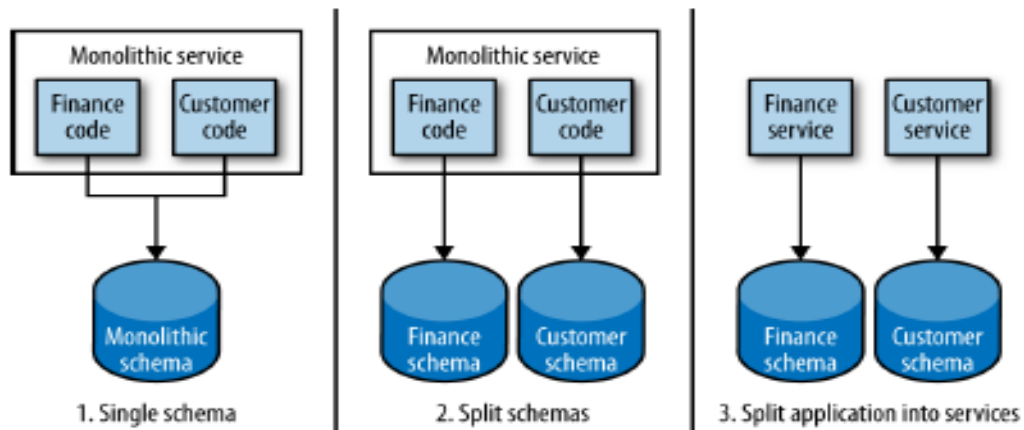 Monolithic service
Finance
code
Customer
code
Monolithic
schema
1. Single schema
Monolithic service
Finance
code
Customer
code
Finance
schema
Customer
schema
2. Split schemas
Finance
service
Customer
service
Finance
schema
Customer
schema
3. Split application into services